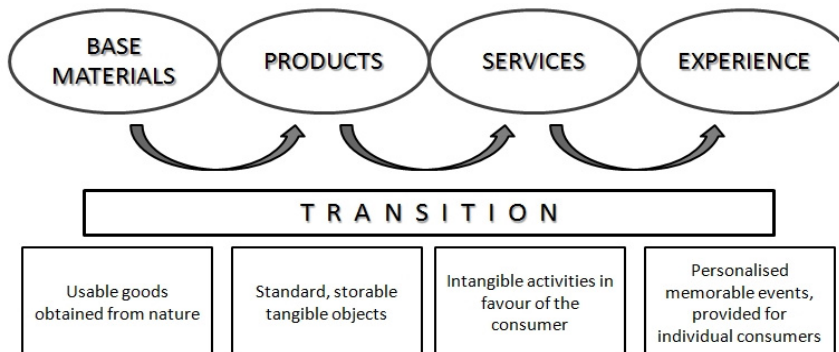 BASE
MATERIALS
PRODUCTS
SERVICES
EXPERIENCE
TRANSITION
Usable goods
obtained from nature
Standard, storable
tangible objects
Intangible activities in
favour of the
consumer
Personalised
memorable events,
provided for
individual consumers